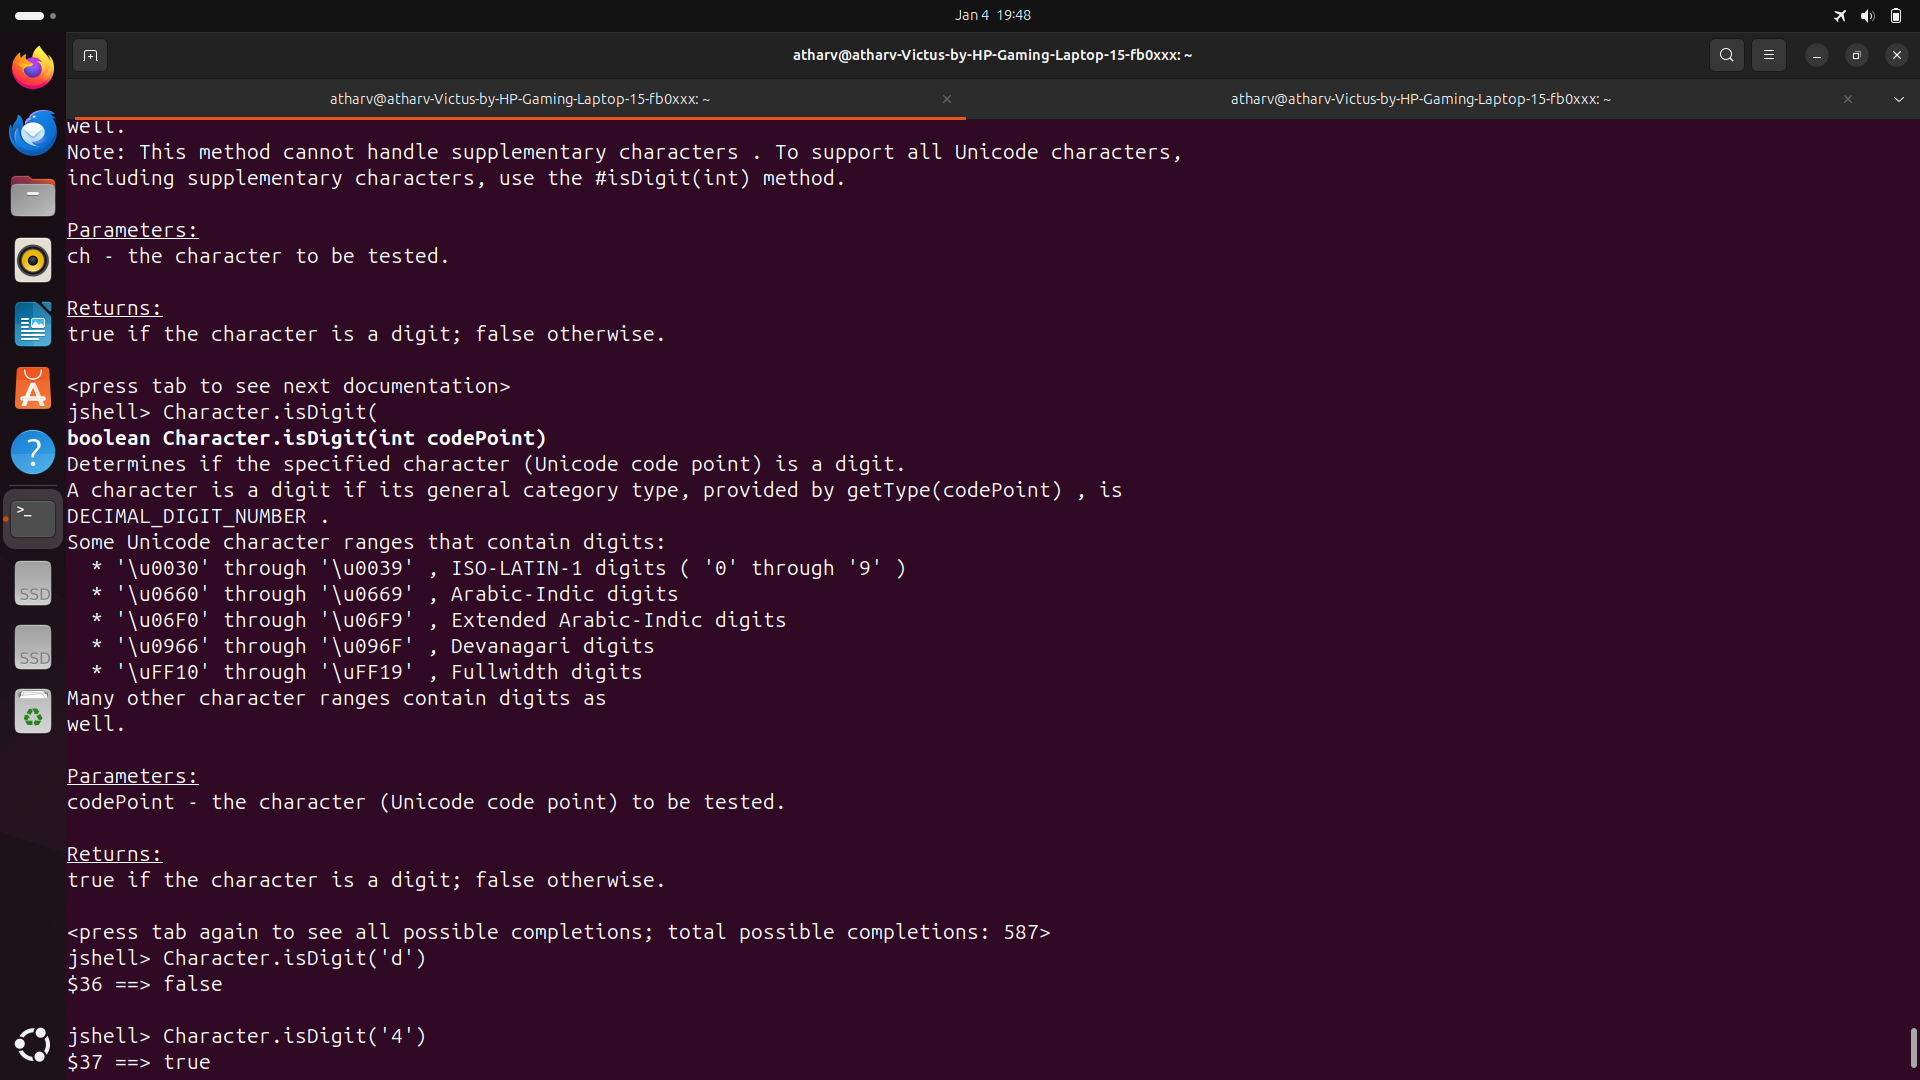 Jan 4 19:48
atharv@atharv-Victus-by-HP-Gaming-Laptop-15-fb0xxx: ~
atharv@atharv-Victus-by-HP-Gaming-Laptop-15-fb0xxx: ~
atharv@atharv-Victus-by-HP-Gaming-Laptop-15-fb0xxx: ~
well.
Note: This method cannot handle supplementary characters . To support all Unicode characters,
including supplementary characters, use the #isDigit(int) method.
Parameters:
ch - the character to be tested.
Returns:
true if the character is a digit; false otherwise.
<press tab to see next documentation>
jshell> Character.isDigit(
boolean Character.isDigit(int codePoint)
Determines if the specified character (Unicode code point) is a digit.
A character is a digit if its general category type, provided by getType(codePoint) , is
DECIMAL_DIGIT_NUMBER .
Some Unicode character ranges that contain digits:
* '\u0030' through '\u0039' , ISO-LATIN-1 digits ( '0' through '9' )
* '\u0660' through '\u0669' , Arabic-Indic digits
* '\u06F0' through '\u06F9' , Extended Arabic-Indic digits
* '\u0966' through '\u096F' , Devanagari digits
* '\uFF10' through '\uFF19' , Fullwidth digits
Many other character ranges contain digits as
well.
Parameters:
codePoint - the character (Unicode code point) to be tested.
Returns:
true if the character is a digit; false otherwise.
<press tab again to see all possible completions; total possible completions: 587>
jshell> Character.isDigit('d')
$36 ==> false
jshell> Character.isDigit('4')
$37 ==> true
SSD
SSD